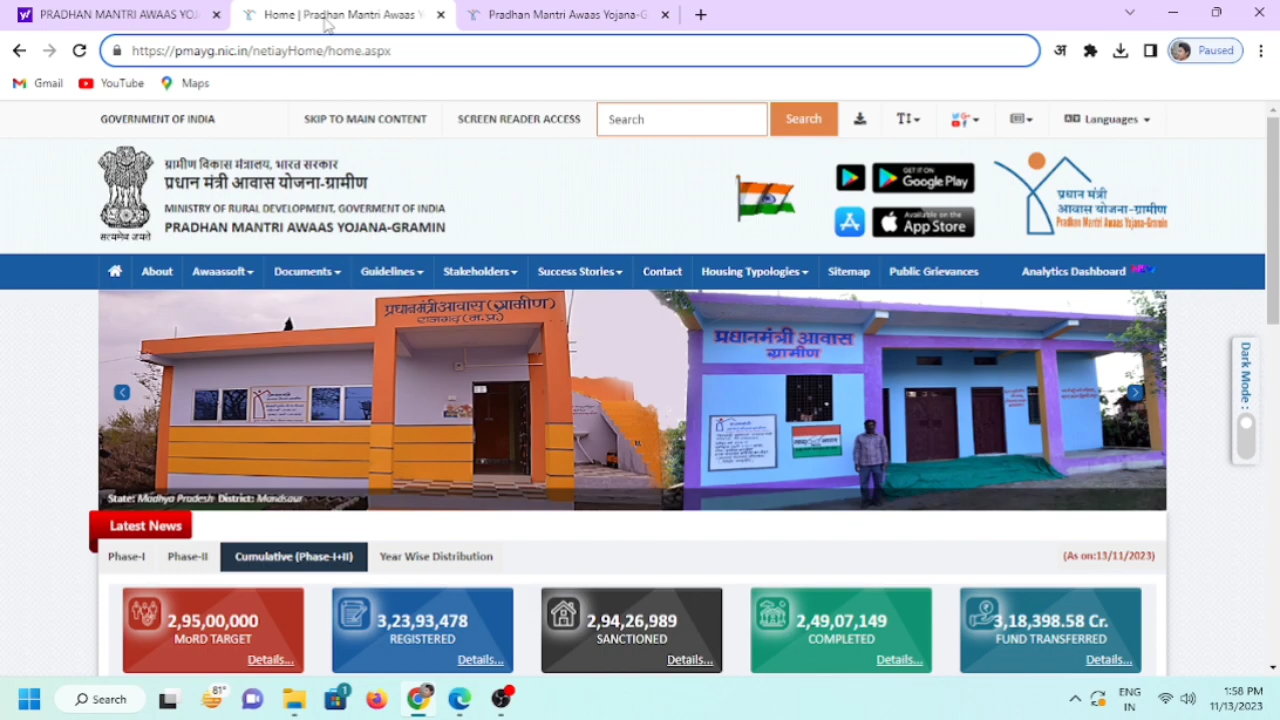 PRADHAN MANTRI AWAAS YOJ
Home | Pradhan Mantri Awaas Y
Pradhan Mantri Awaas Yojana-G
https://pmayg.nic.in/netiayHome/home.aspx
अ
Paused
Gmail
YouTube
Maps
GOVERNMENT OF INDIA
SKIP TO MAIN CONTENT
SCREEN READER ACCESS
Search
Search
Languages
ग्रामीण विकास मंत्रालय, भारत सरकार
प्रधान मंत्री आवास योजना-ग्रामीण
MINISTRY OF RURAL DEVELOPMENT, GOVERMENT OF INDIA
PRADHAN MANTRI AWAAS YOJANA-GRAMIN
सत्यमेव जयते
GET IT ON
Google Play
Available on the
App Store
प्रधान मंत्री
आवास योजना-ग्रामीण
Pradhan Mantri Awaas Yojana-Gramin
About
Awaassoft
Documents
Guidelines
Stakeholders
Success Stories
Contact
Housing Typologies
Sitemap
Public Grievances
Analytics Dashboard
प्रधानमंत्री आवास (ग्रामीण)
राजगढ़ (म.प्र.)
प्रधानमंत्री आवास
ग्रामीण
State: Madhya Pradesh District: Mandsaur
Dark Mode :
Latest News
Phase-I
Phase-II
Cumulative (Phase-I+II)
Year Wise Distribution
(As on:13/11/2023)
2,95,00,000
MoRD TARGET
Details...
3,23,93,478
REGISTERED
Details...
2,94,26,989
SANCTIONED
Details...
2,49,07,149
COMPLETED
Details...
3,18,398.58 Cr.
FUND TRANSFERRED
Details...
Search
81°
1
ENG
IN
1:58 PM
11/13/2023